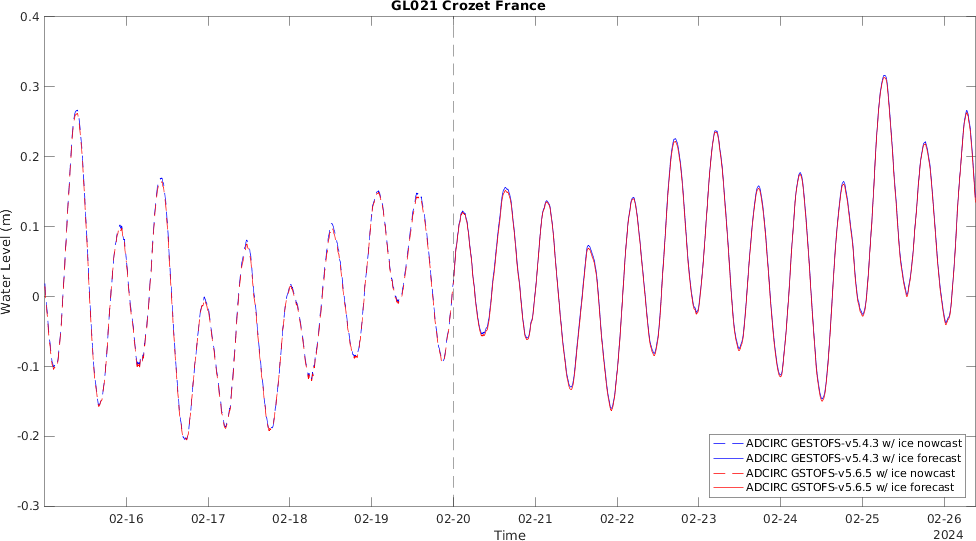 GL021 Crozet France
0.4
0.3
0.2
0.1
0
-0.1
-0.2
-0.3
Water Level (m)
ADCIRC GESTOFS-v5.4.3 w/ ice nowcast
ADCIRC GESTOFS-v5.4.3 w/ ice forecast
ADCIRC GSTOFS-v5.6.5 w/ ice nowcast
ADCIRC GSTOFS-v5.6.5 w/ ice forecast
02-16 02-17 02-18 02-19 02-20 02-21 02-22 02-23 02-24 02-25 02-26
Time
2024